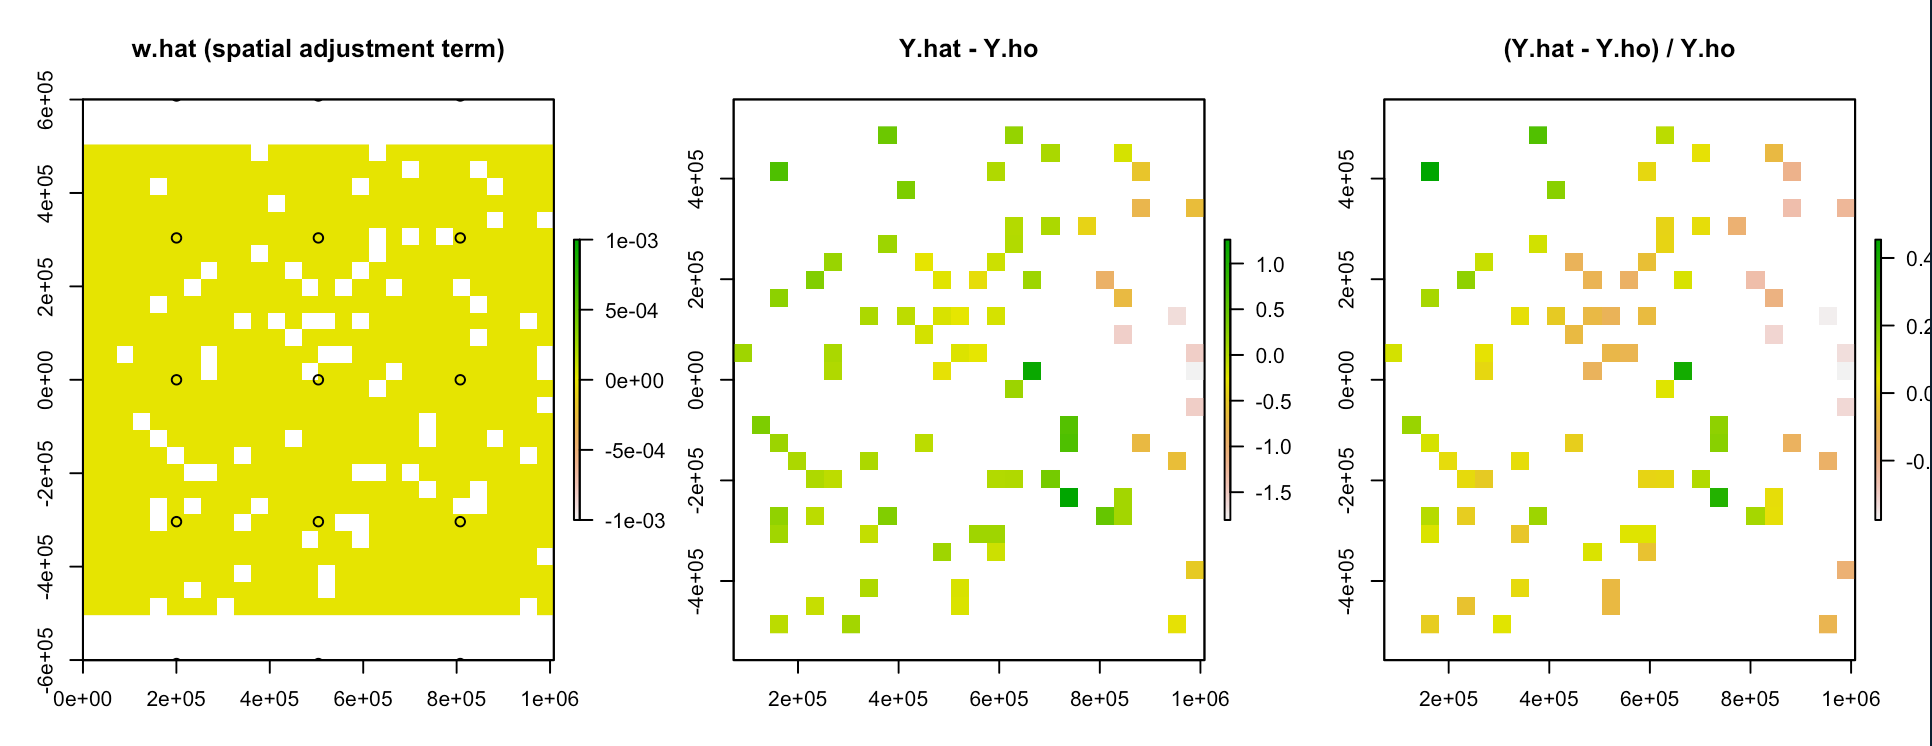 w.hat (spatial adjustment term)
6e+05
4e+05
2e+05
0e+00
-2e+05
-4e+05
-6e+05
0e+00 2e+05 4e+05 6e+05 8e+05 1e+06
1e-03
5e-04
0e+00
-5e-04
-1e-03
Y.hat - Y.ho
4e+05
2e+05
0e+00
-2e+05
-4e+05
2e+05 4e+05 6e+05 8e+05 1e+06
1.0
0.5
0.0
-0.5
-1.0
-1.5
(Y.hat - Y.ho) / Y.ho
4e+05
2e+05
0e+00
-2e+05
-4e+05
2e+05 4e+05 6e+05 8e+05 1e+06
0.4
0.2
0.0
-0.